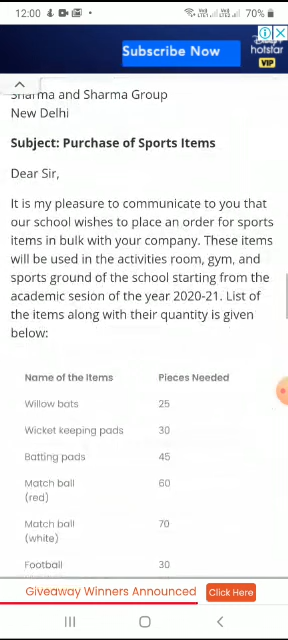 12:00
70%
Subscribe Now
hotstar
VIP
Sharma and Sharma Group
New Delhi
Subject: Purchase of Sports Items
Dear Sir,
It is my pleasure to communicate to you that
our school wishes to place an order for sports
items in bulk with your company. These items
will be used in the activities room, gym, and
sports ground of the school starting from the
academic sesion of the year 2020-21. List of
the items along with their quantity is given
below:
Name of the Items Pieces Needed
Willow bats 25
Wicket keeping pads 30
Batting pads 45
Match ball 60
(red)
Match ball 70
(white)
Football 30
Giveaway Winners Announced Click Here